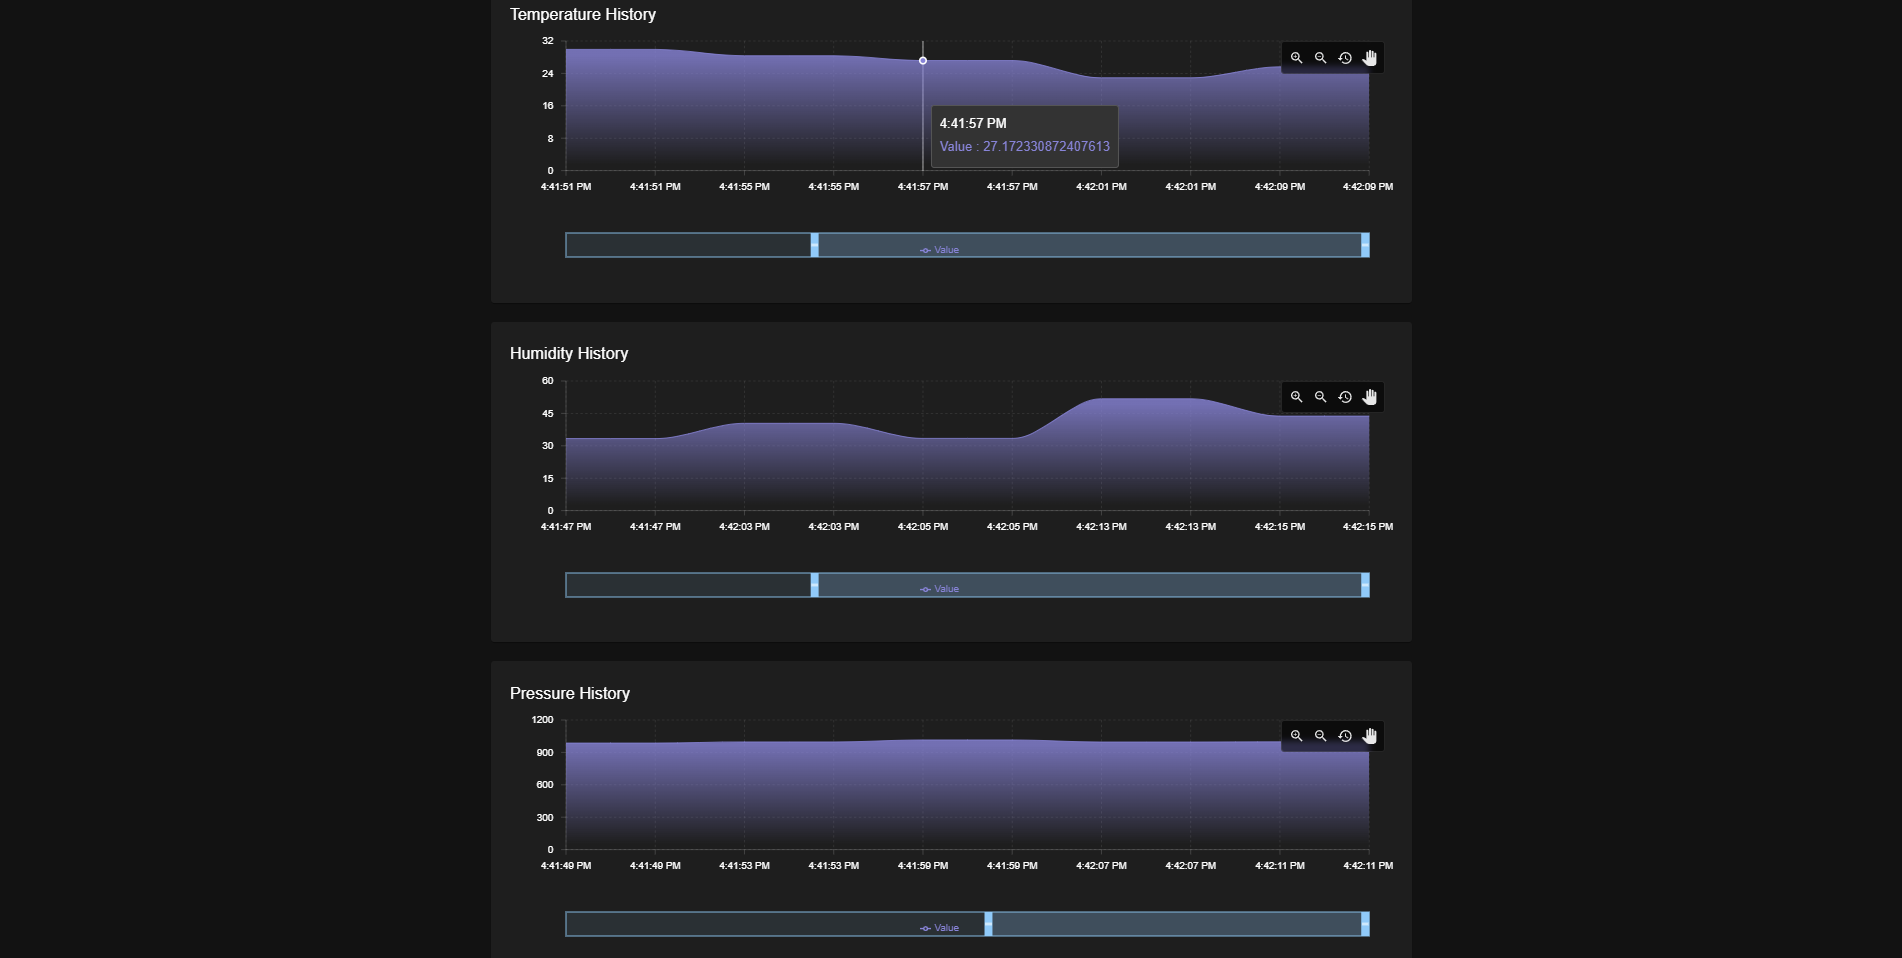 Temperature History
32
24
16
8
0
4:41:57 PM
Value : 27.172330872407613
4:41:51 PM 4:41:51 PM 4:41:55 PM 4:41:55 PM 4:41:57 PM 4:41:57 PM 4:42:01 PM 4:42:01 PM 4:42:09 PM 4:42:09 PM
Value
Humidity History
60
45
30
15
0
4:41:47 PM 4:41:47 PM 4:42:03 PM 4:42:03 PM 4:42:05 PM 4:42:05 PM 4:42:13 PM 4:42:13 PM 4:42:15 PM 4:42:15 PM
Value
Pressure History
1200
900
600
300
0
4:41:49 PM 4:41:49 PM 4:41:53 PM 4:41:53 PM 4:41:59 PM 4:41:59 PM 4:42:07 PM 4:42:07 PM 4:42:11 PM 4:42:11 PM
Value